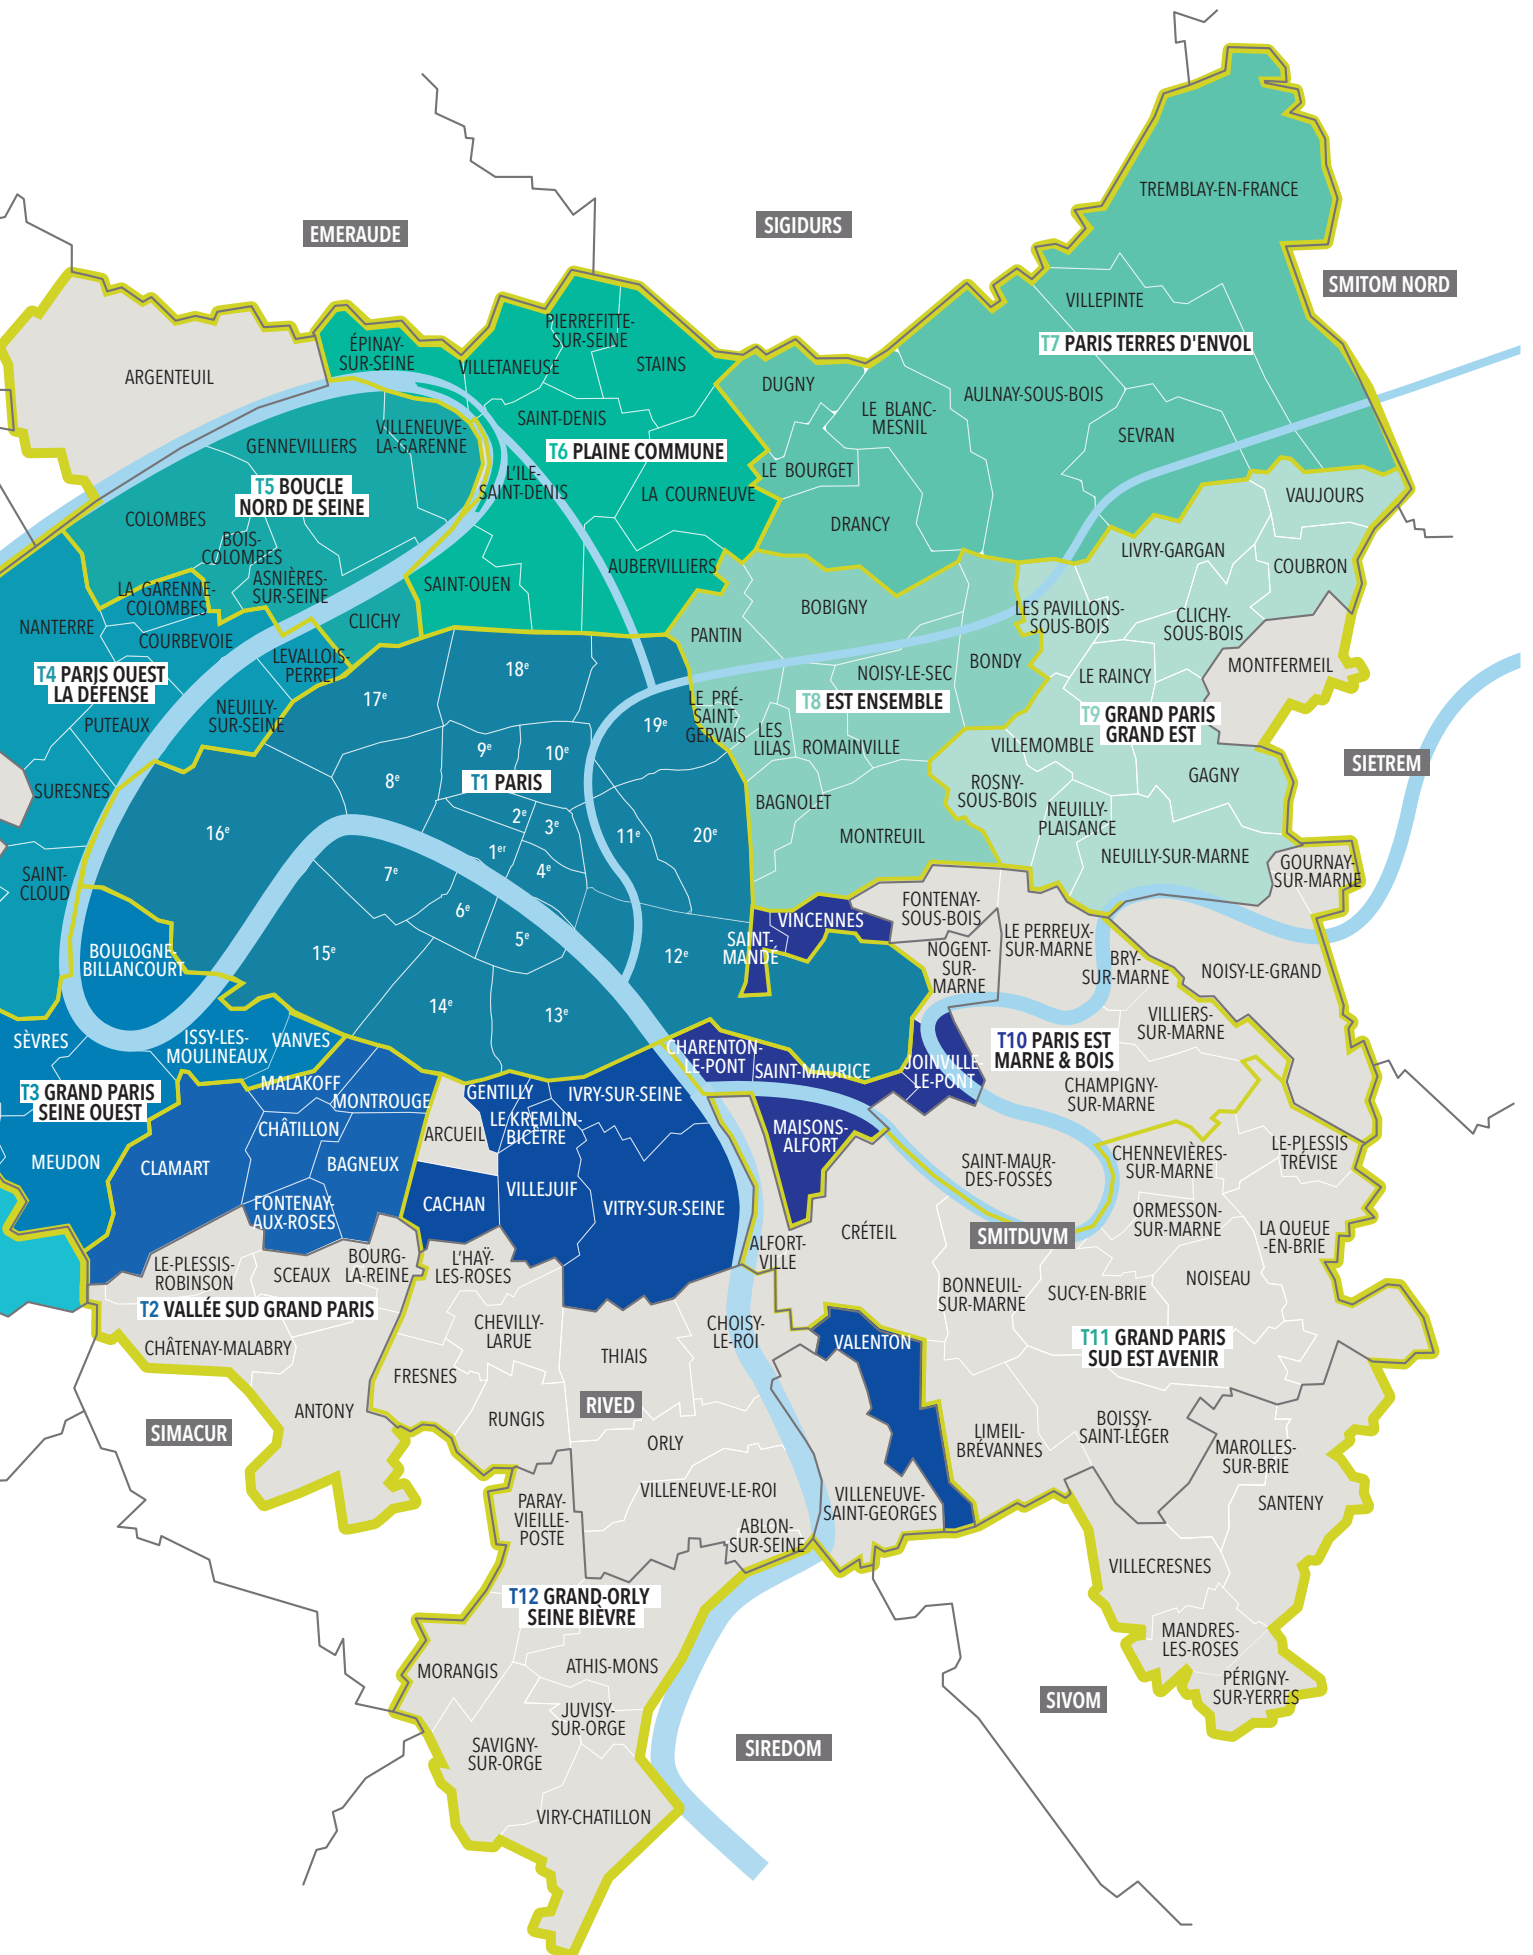 TREMBLAY-EN-FRANCE
EMERAUDE
SIGIDURS
SMITOM NORD
VILLEPINTE
PIERREFITTE-
SUR-SEINE
ÉPINAY-
SUR-SEINE
VILLETANEUSE
STAINS
T7 PARIS TERRES D'ENVOL
ARGENTEUIL
DUGNY
AULNAY-SOUS-BOIS
LE BLANC-
MESNIL
SAINT-DENIS
VILLENEUVE-
LA-GARENNE
GENNEVILLIERS
T6 PLAINE COMMUNE
SEVRAN
LE BOURGET
L'ILE-
SAINT-DENIS
T5 BOUCLE
NORD DE SEINE
LA COURNEUVE
VAUJOURS
COLOMBES
DRANCY
BOIS-
COLOMBES
LIVRY-GARGAN
COUBRON
AUBERVILLIERS
ASNIÈRES-
SUR-SEINE
SAINT-OUEN
LA GARENNE-
COLOMBES
BOBIGNY
LES PAVILLONS-
SOUS-BOIS
CLICHY-
SOUS-BOIS
NANTERRE
CLICHY
COURBEVOIE
PANTIN
LEVALLOIS-
PERRET
18e
BONDY
MONTFERMEIL
NOISY-LE-SEC
LE RAINCY
T4 PARIS OUEST
LA DÉFENSE
17e
T8 EST ENSEMBLE
LE PRÉ-
SAINT-
GERVAIS
NEUILLY-
SUR-SEINE
PUTEAUX
19e
T9 GRAND PARIS
GRAND EST
LES
LILAS
ROMAINVILLE
VILLEMOMBLE
9e
10e
SIETREM
8e
T1 PARIS
GAGNY
SURESNES
ROSNY-
SOUS-BOIS
BAGNOLET
2e
3e
NEUILLY-
PLAISANCE
16e
11e
20e
MONTREUIL
1er
NEUILLY-SUR-MARNE
4e
GOURNAY-
SUR-MARNE
SAINT-
CLOUD
7e
6e
FONTENAY-
SOUS-BOIS
VINCENNES
5e
SAINT-
MANDÉ
LE PERREUX-
SUR-MARNE
BOULOGNE-
BILLANCOURT
15e
12e
NOGENT-
SUR-
MARNE
BRY-
SUR-MARNE
NOISY-LE-GRAND
14e
13e
VILLIERS-
SUR-MARNE
SÈVRES
ISSY-LES-
MOULINEAUX
VANVES
T10 PARIS EST
MARNE & BOIS
CHARENTON-
LE-PONT
SAINT-MAURICE
JOINVILLE-
LE-PONT
T3 GRAND PARIS
SEINE OUEST
MALAKOFF
MONTROUGE
GENTILLY
IVRY-SUR-SEINE
CHAMPIGNY-
SUR-MARNE
CHÂTILLON
ARCUEIL
LE KREMLIN-
BICÊTRE
MAISONS-
ALFORT
MEUDON
CLAMART
BAGNEUX
SAINT-MAUR-
DES-FOSSÉS
CHENNEVIÈRES-
SUR-MARNE
LE-PLESSIS
TRÉVISE
CACHAN
VILLEJUIF
VITRY-SUR-SEINE
FONTENAY-
AUX-ROSES
ORMESSON-
SUR-MARNE
CRÉTEIL
SMITDUVM
LA QUEUE
-EN-BRIE
ALFORT-
VILLE
LE-PLESSIS-
ROBINSON
SCEAUX
BOURG-
LA-REINE
L'HAŸ-
LES-ROSES
NOISEAU
BONNEUIL-
SUR-MARNE
SUCY-EN-BRIE
T2 VALLÉE SUD GRAND PARIS
CHEVILLY-
LARUE
CHOISY-
LE-ROI
VALENTON
T11 GRAND PARIS
SUD EST AVENIR
CHÂTENAY-MALABRY
THIAIS
FRESNES
RIVED
ANTONY
RUNGIS
SIMACUR
ORLY
LIMEIL-
BRÉVANNES
BOISSY-
SAINT-LÉGER
MAROLLES-
SUR-BRIE
VILLENEUVE-LE-ROI
VILLENEUVE-
SAINT-GEORGES
SANTENY
PARAY-
VIEILLE-
POSTE
ABLON-
SUR-SEINE
VILLECRESNES
T12 GRAND-ORLY
SEINE BIÈVRE
MANDRES-
LES-ROSES
MORANGIS
ATHIS-MONS
PÉRIGNY-
SUR-YERRES
SIVOM
JUVISY-
SUR-ORGE
SAVIGNY-
SUR-ORGE
SIREDOM
VIRY-CHATILLON